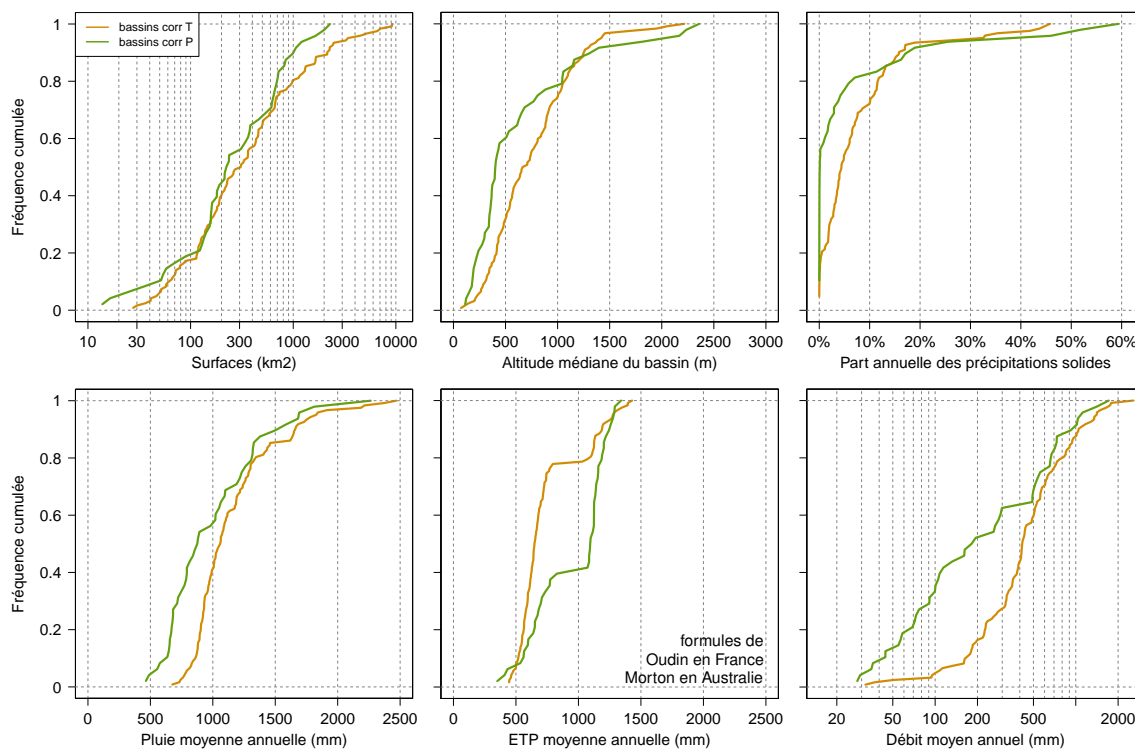 bassins corr T
bassins corr P
Fréquence cumulée
1
0.8
0.6
0.4
0.2
0
10 30 100 300 1000 3000 10000
Surfaces (km2)
0 500 1000 1500 2000 2500 3000
Altitude médiane du bassin (m)
0% 10% 20% 30% 40% 50% 60%
Part annuelle des précipitations solides
Fréquence cumulée
1
0.8
0.6
0.4
0.2
0
0 500 1000 1500 2000 2500
Pluie moyenne annuelle (mm)
formules de
Oudin en France
Morton en Australie
0 500 1000 1500 2000 2500
ETP moyenne annuelle (mm)
20 50 100 200 500 1000 2000
Débit moyen annuel (mm)